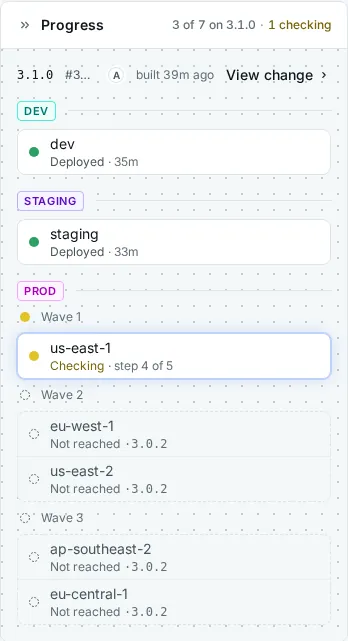 » Progress 3 of 7 on 3.1.0 · 1 checking
3.1.0 #3... A built 39m ago View change ›
DEV
dev
Deployed · 35m
STAGING
staging
Deployed · 33m
PROD
Wave 1
us-east-1
Checking · step 4 of 5
Wave 2
eu-west-1
Not reached ·3.0.2
us-east-2
Not reached ·3.0.2
Wave 3
ap-southeast-2
Not reached ·3.0.2
eu-central-1
Not reached ·3.0.2